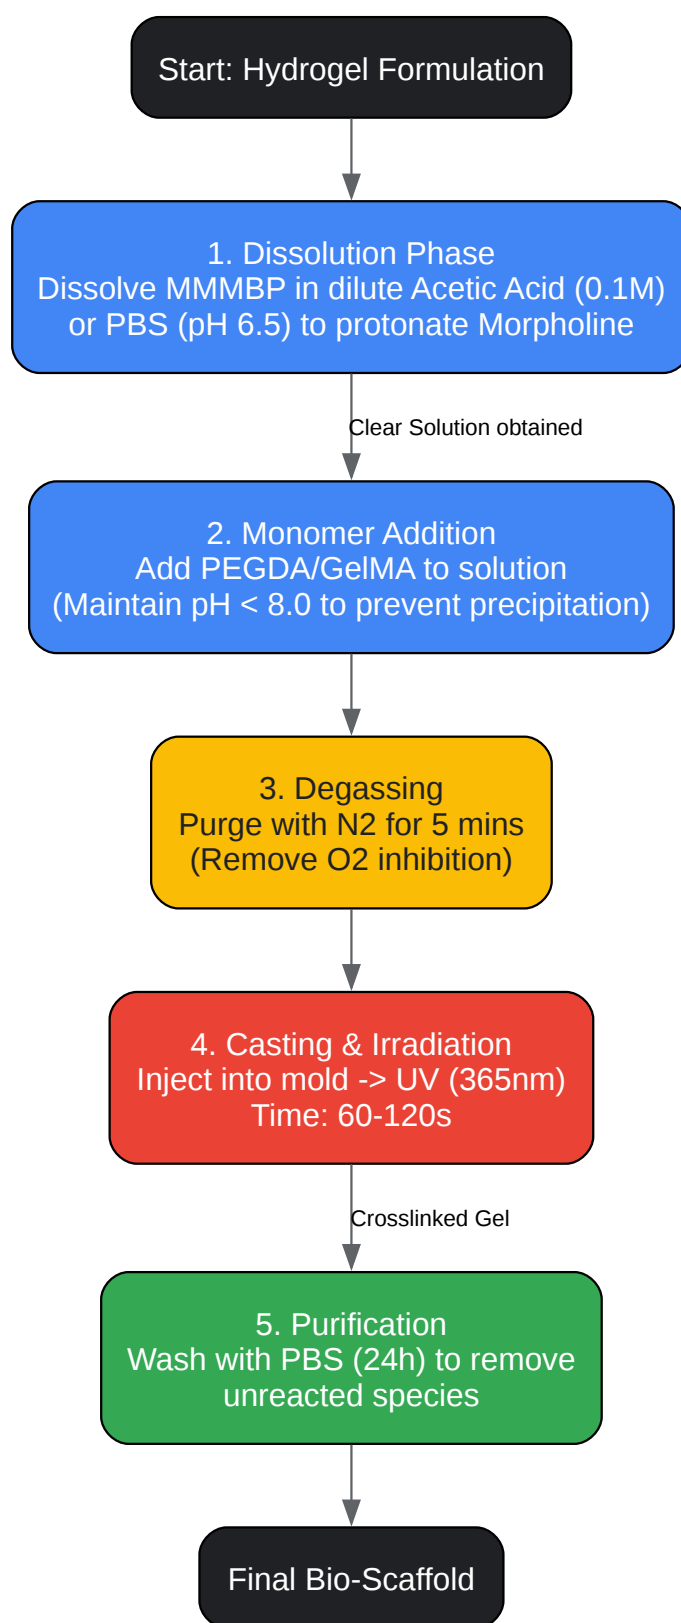 Start: Hydrogel Formulation
1. Dissolution Phase
Dissolve MMMBP in dilute Acetic Acid (0.1M)
or PBS (pH 6.5) to protonate Morpholine
Clear Solution obtained
2. Monomer Addition
Add PEGDA/GelMA to solution
(Maintain pH < 8.0 to prevent precipitation)
3. Degassing
Purge with N2 for 5 mins
(Remove O2 inhibition)
4. Casting & Irradiation
Inject into mold -> UV (365nm)
Time: 60-120s
Crosslinked Gel
5. Purification
Wash with PBS (24h) to remove
unreacted species
Final Bio-Scaffold